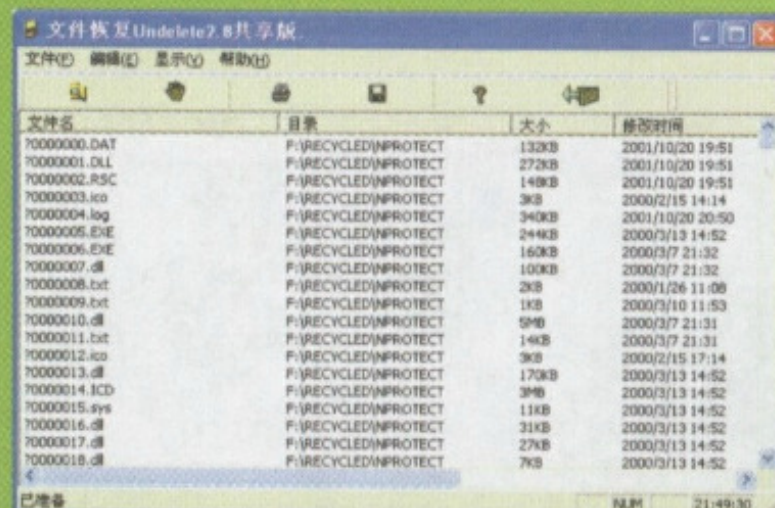 文件恢复Undelete2.8共享版
文件(F) 编辑(E) 显示(V) 帮助(H)
文件名 目录 大小 修改时间
?0000000.DAT F:\RECYCLED\NPROTECT 132KB 2001/10/20 19:51
?0000001.DLL F:\RECYCLED\NPROTECT 272KB 2001/10/20 19:51
?0000002.RSC F:\RECYCLED\NPROTECT 148KB 2001/10/20 19:51
?0000003.ico F:\RECYCLED\NPROTECT 3KB 2000/2/15 14:14
?0000004.log F:\RECYCLED\NPROTECT 340KB 2001/10/20 20:50
?0000005.EXE F:\RECYCLED\NPROTECT 244KB 2000/3/13 14:52
?0000006.EXE F:\RECYCLED\NPROTECT 160KB 2000/3/7 21:32
?0000007.dll F:\RECYCLED\NPROTECT 100KB 2000/3/7 21:32
?0000008.txt F:\RECYCLED\NPROTECT 2KB 2000/1/26 11:08
?0000009.txt F:\RECYCLED\NPROTECT 1KB 2000/3/10 11:53
?0000010.dll F:\RECYCLED\NPROTECT 5MB 2000/3/7 21:31
?0000011.txt F:\RECYCLED\NPROTECT 14KB 2000/3/7 21:31
?0000012.ico F:\RECYCLED\NPROTECT 3KB 2000/2/15 17:14
?0000013.dll F:\RECYCLED\NPROTECT 170KB 2000/3/13 14:52
?0000014.ICD F:\RECYCLED\NPROTECT 3MB 2000/3/13 14:52
?0000015.sys F:\RECYCLED\NPROTECT 11KB 2000/3/13 14:52
?0000016.dll F:\RECYCLED\NPROTECT 31KB 2000/3/13 14:52
?0000017.dll F:\RECYCLED\NPROTECT 27KB 2000/3/13 14:52
?0000018.dll F:\RECYCLED\NPROTECT 7KB 2000/3/13 14:52
已准备 NUM 21:49:30